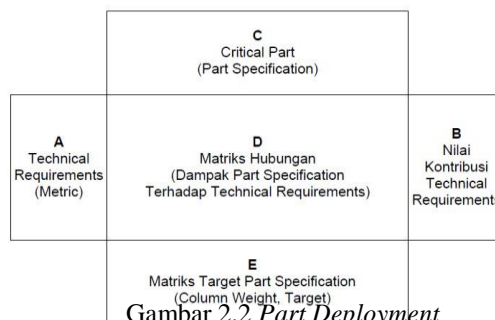 C
Critical Part
(Part Specification)
A
Technical
Requirements
(Metric)
D
Matriks Hubungan
(Dampak Part Specification
Terhadap Technical Requirements)
B
Nilai
Kontribusi
Technical
Requirements
E
Matriks Target Part Specification
(Column Weight, Target)
Gambar 2.2 Part Deployment